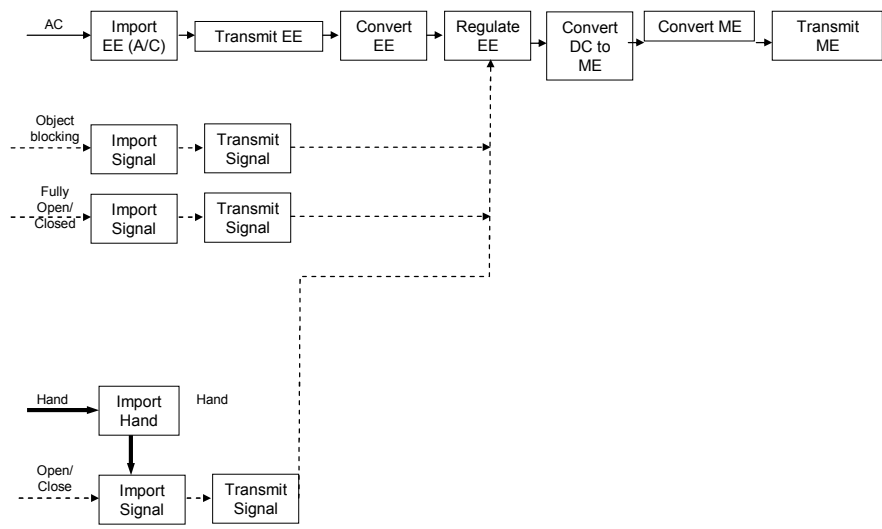 AC
Import
EE (A/C)
Transmit EE
Convert
EE
Regulate
EE
Convert
DC to
ME
Convert ME
Transmit
ME
Object
blocking
Import
Signal
Transmit
Signal
Fully
Open/
Closed
Import
Signal
Transmit
Signal
Hand
Import
Hand
Hand
Open/
Close
Import
Signal
Transmit
Signal